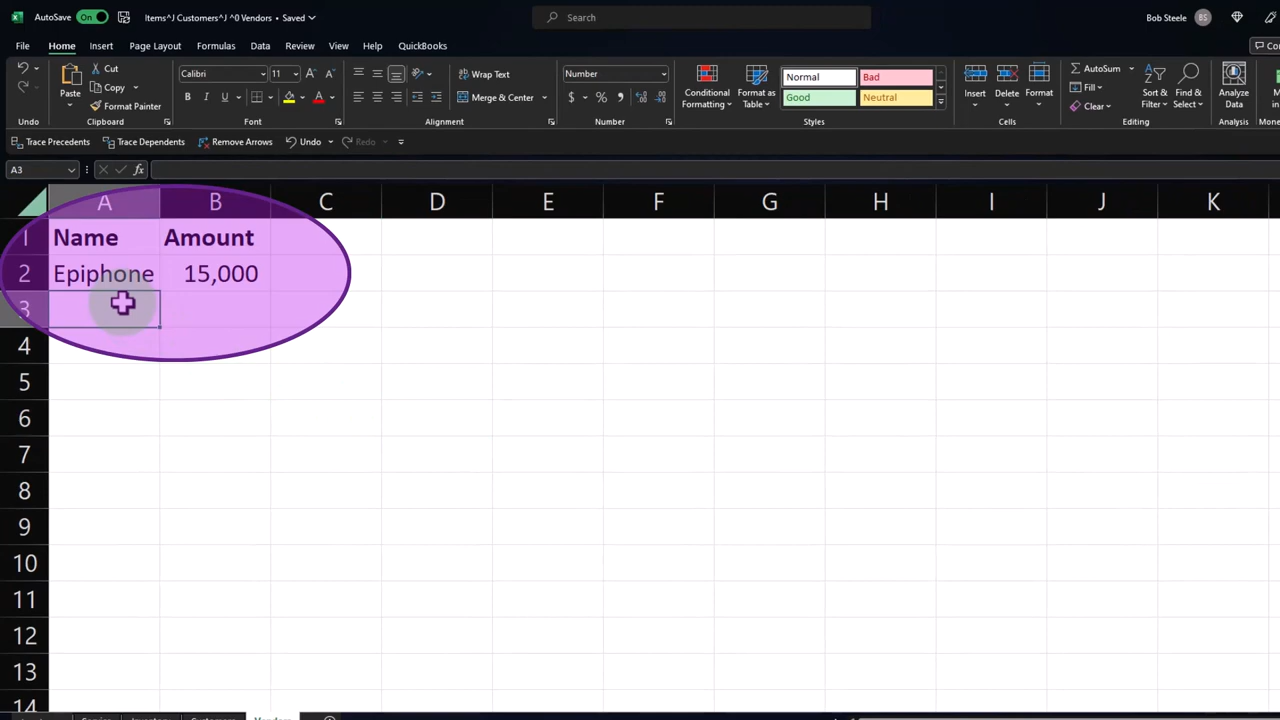 AutoSave On Items^J Customers^J ^0 Vendors • Saved Search Bob Steele BS
File Home Insert Page Layout Formulas Data Review View Help QuickBooks
Cut Calibri 11 Wrap Text Number Normal Bad AutoSum
Paste Copy Format Painter Merge & Center Conditional Formatting Format as Table Good Neutral Insert Delete Format Fill Clear Sort & Filter Find & Select Analyze Data
Undo Clipboard Font Alignment Number Styles Cells Editing Analysis
Trace Precedents Trace Dependents Remove Arrows Undo Redo
A3 fx
A B C D E F G H I J K
1 Name Amount
2 Epiphone 15,000
3
4
5
6
7
8
9
10
11
12
13
14